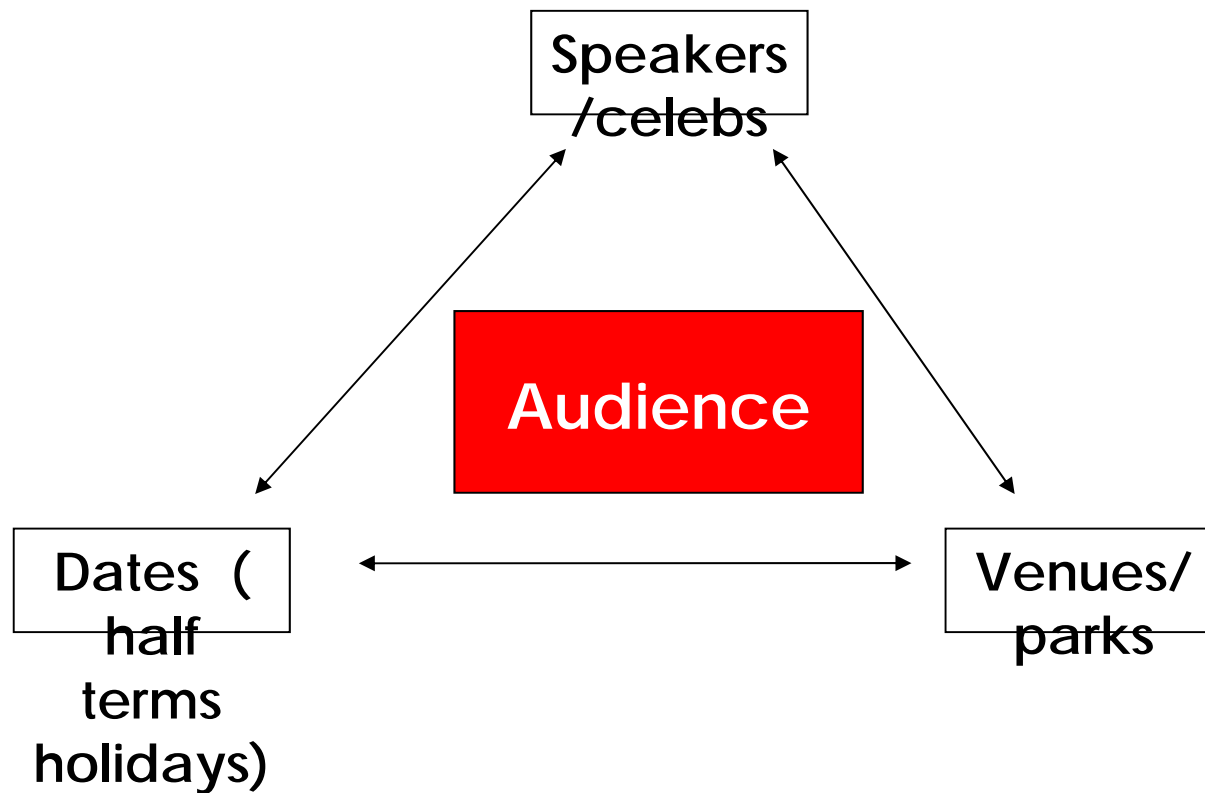 Speakers
/celebs
Audience
Dates (
half
terms
holidays)
Venues/
parks